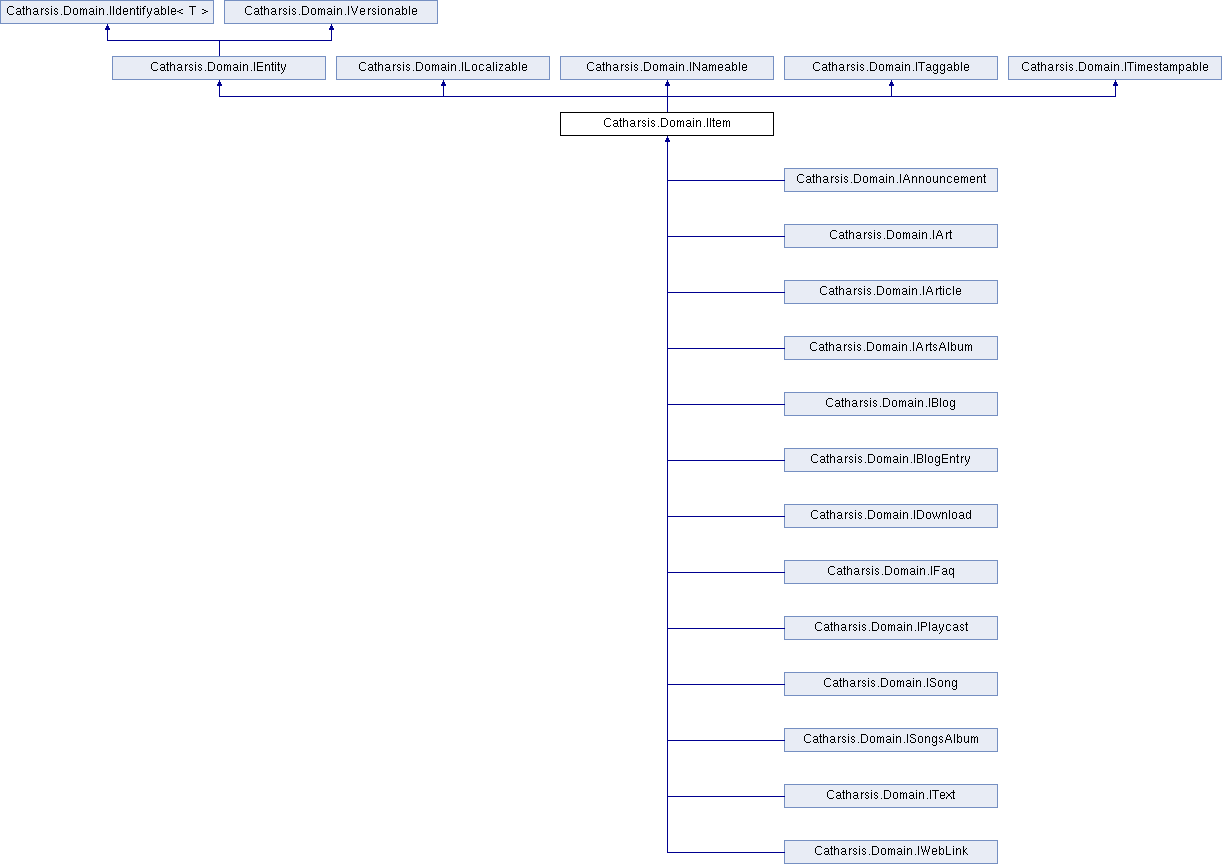 Catharsis.Domain.IIdentifyable< T >
Catharsis.Domain.IVersionable
Catharsis.Domain.IEntity
Catharsis.Domain.ILocalizable
Catharsis.Domain.INameable
Catharsis.Domain.ITaggable
Catharsis.Domain.ITimestampable
Catharsis.Domain.IItem
Catharsis.Domain.IAnnouncement
Catharsis.Domain.IArt
Catharsis.Domain.IArticle
Catharsis.Domain.IArtsAlbum
Catharsis.Domain.IBlog
Catharsis.Domain.IBlogEntry
Catharsis.Domain.IDownload
Catharsis.Domain.IFaq
Catharsis.Domain.IPlaycast
Catharsis.Domain.ISong
Catharsis.Domain.ISongsAlbum
Catharsis.Domain.IText
Catharsis.Domain.IWebLink